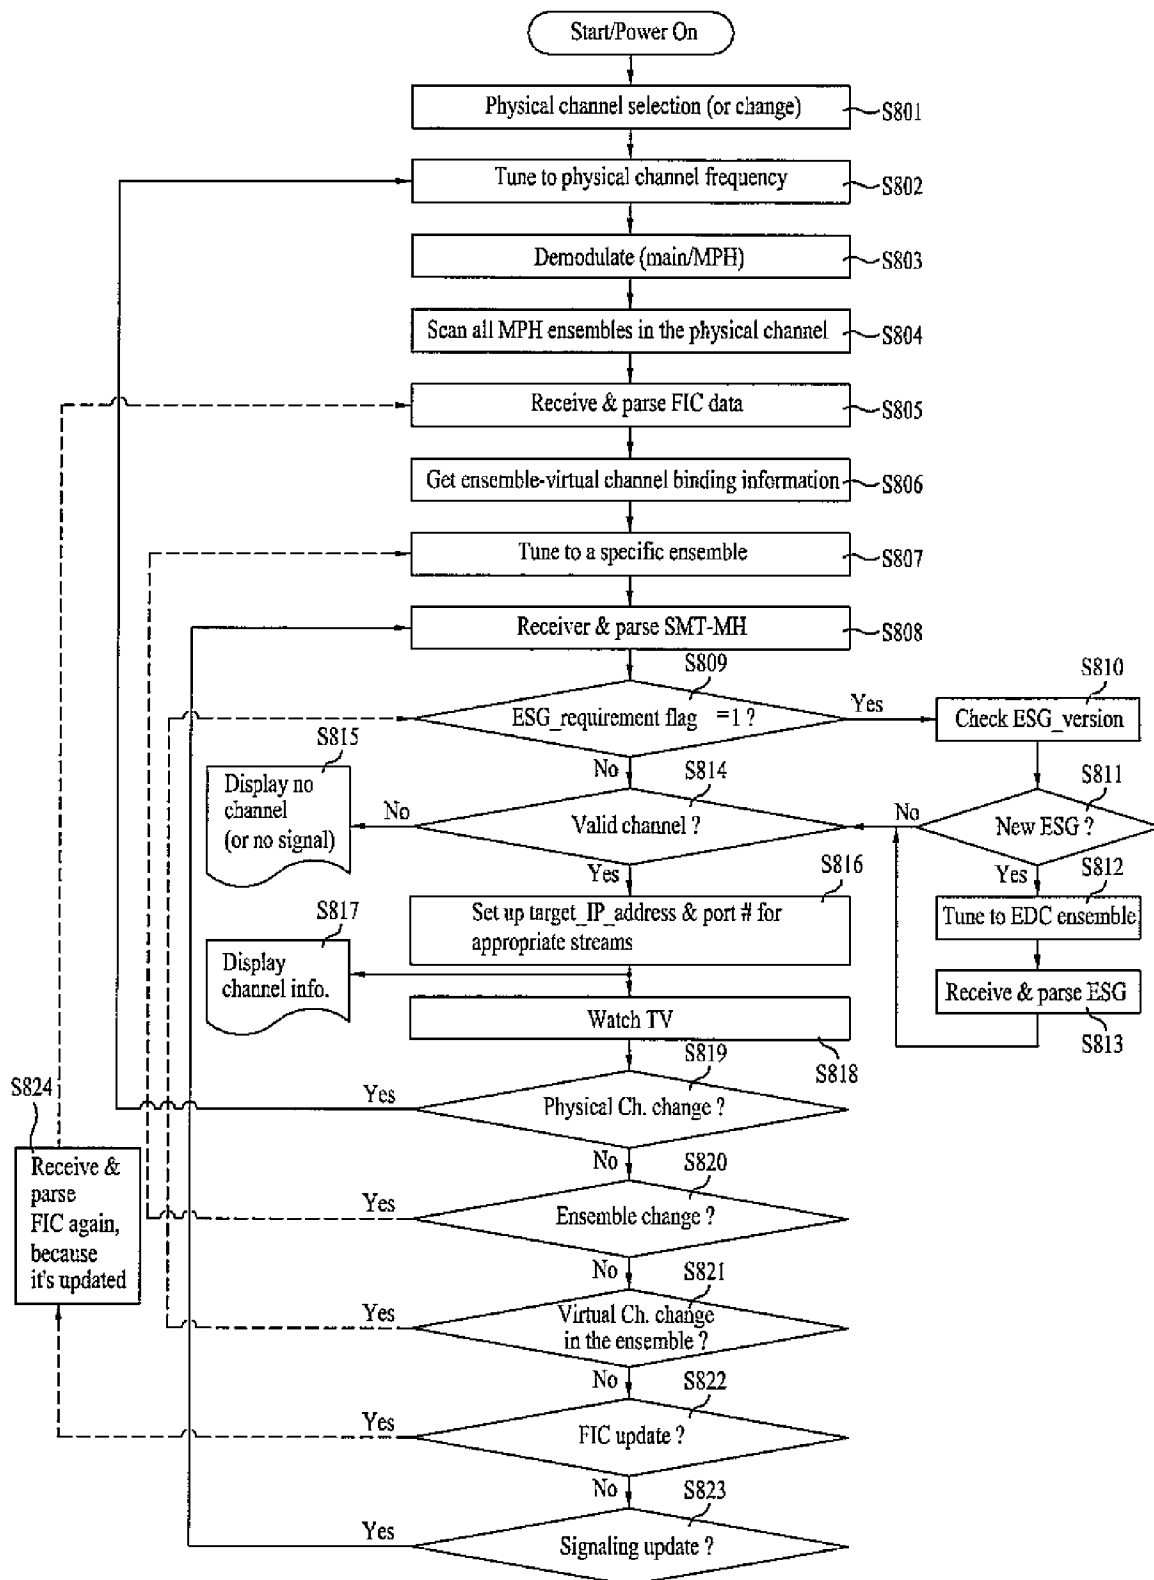 Start/Power On
Physical channel selection (or change)
S801
Tune to physical channel frequency
S802
Demodulate (main/MPH)
S803
Scan all MPH ensembles in the physical channel
S804
Receive & parse FIC data
S805
Get ensemble-virtual channel binding information
S806
Tune to a specific ensemble
S807
Receiver & parse SMT-MH
S808
S809
ESG_requirement flag =1 ?
Yes
S810
Check ESG_version
No
S814
S815
Display no
channel
(or no signal)
No
Valid channel ?
No
S811
New ESG ?
Yes
S812
Tune to EDC ensemble
Receive & parse ESG
S813
Yes
S816
Set up target_IP_address & port # for
appropriate streams
S817
Display
channel info.
Watch TV
S818
S819
Yes
Physical Ch. change ?
No
S820
Yes
Ensemble change ?
No
S821
Yes
Virtual Ch. change
in the ensemble ?
No
S822
Yes
FIC update ?
No
S823
Yes
Signaling update ?
S824
Receive &
parse
FIC again,
because
it's updated